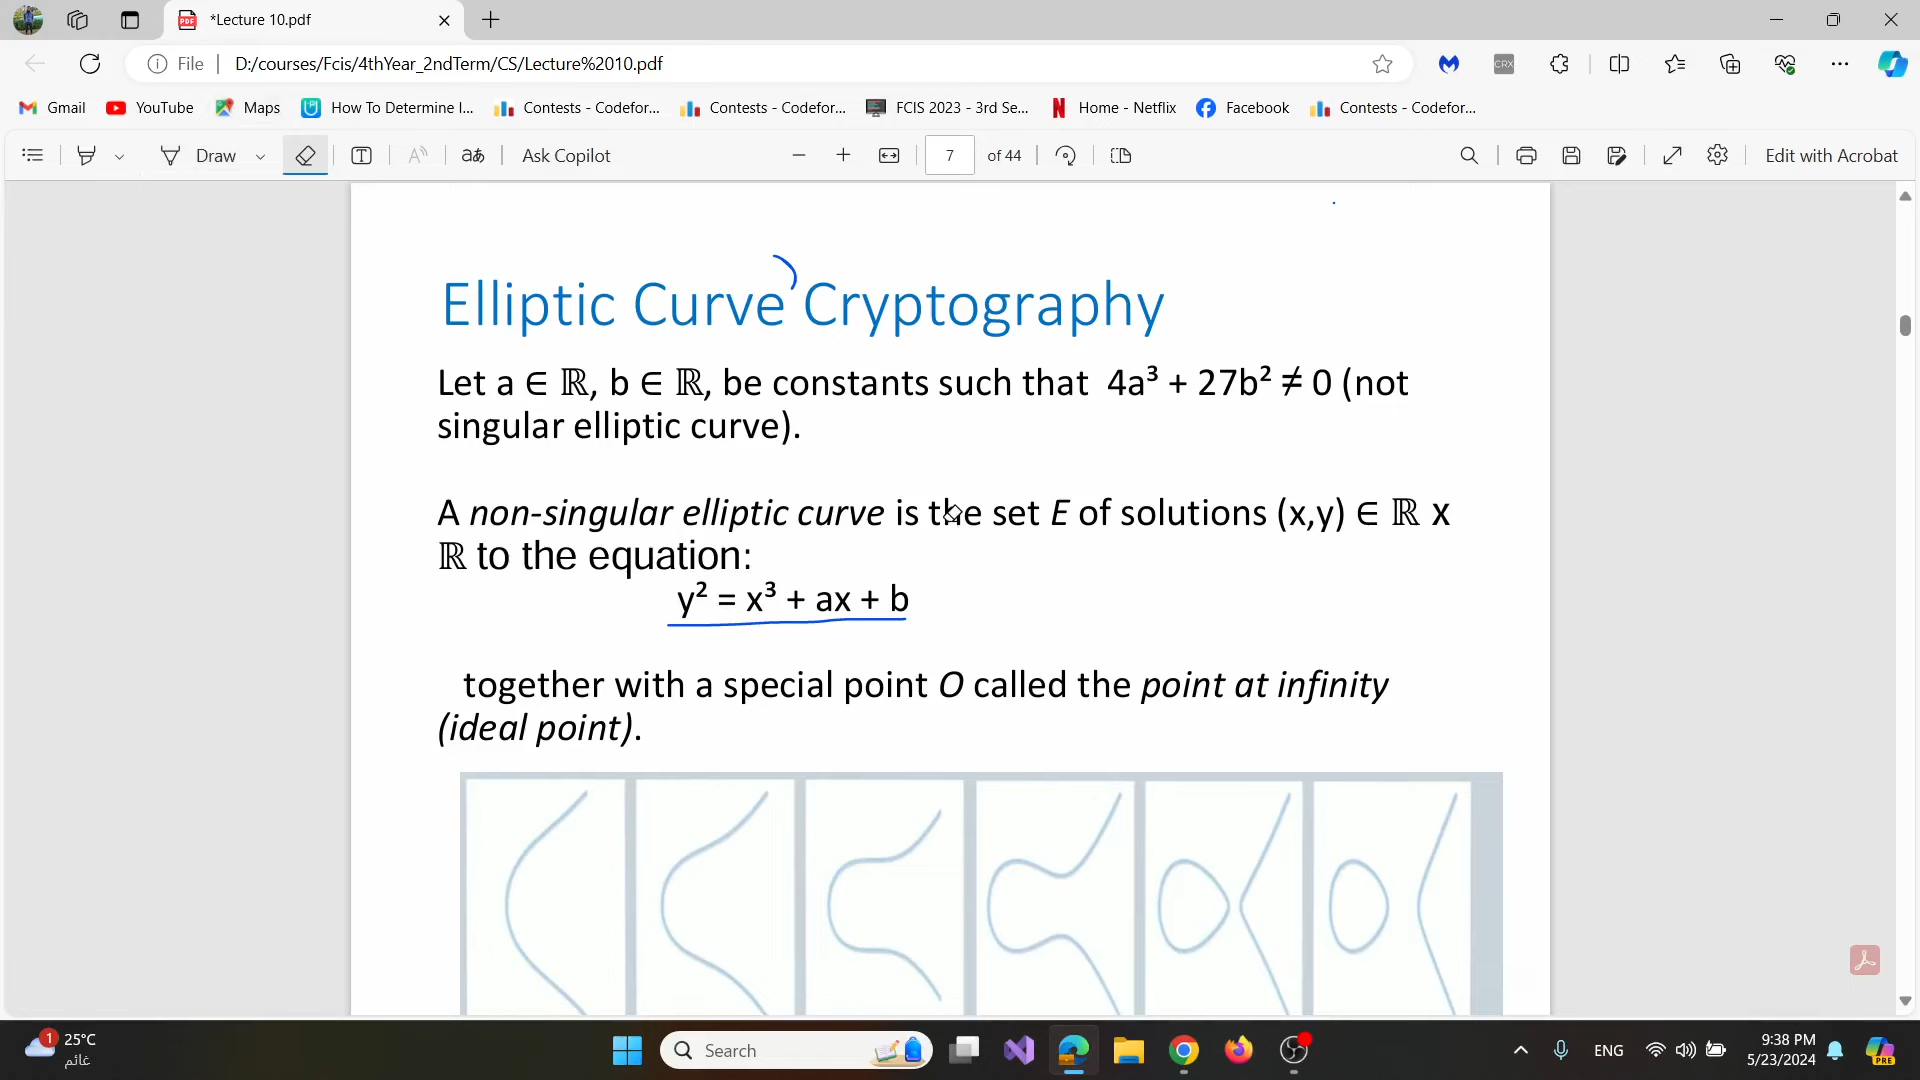 *Lecture 10.pdf
File
D:/courses/Fcis/4thYear_2ndTerm/CS/Lecture%2010.pdf
CRX
Gmail
YouTube
Maps
How To Determine I...
Contests - Codefor...
Contests - Codefor...
FCIS 2023 - 3rd Se...
Home - Netflix
Facebook
Contests - Codefor...
Draw
Ask Copilot
7 of 44
Edit with Acrobat
Elliptic Curve Cryptography
Let a ∈ ℝ, b ∈ ℝ, be constants such that 4a³ + 27b² ≠ 0 (not
singular elliptic curve).
A non-singular elliptic curve is the set E of solutions (x,y) ∈ ℝ x
ℝ to the equation:
y² = x³ + ax + b
together with a special point O called the point at infinity
(ideal point).
1
25°C
غائم
Search
ENG
9:38 PM
5/23/2024
PRE